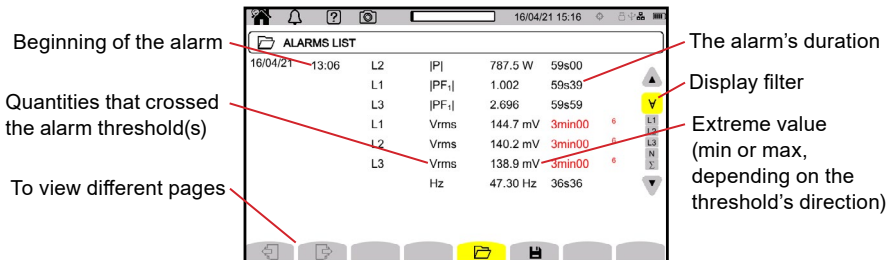 16/04/21 15:16
ALARMS LIST
Beginning of the alarm
The alarm's duration
16/04/21 13:06 L2 |P| 787.5 W 59s00
L1 |PF₁| 1.002 59s39
Display filter
L3 |PF₁| 2.696 59s59
∀
Quantities that crossed
the alarm threshold(s)
L1 Vrms 144.7 mV 3min00 6
L2 Vrms 140.2 mV 3min00 6
L3 Vrms 138.9 mV 3min00 6
Hz 47.30 Hz 36s36
L1
L2
L3
N
Σ
Extreme value
(min or max,
depending on the
threshold's direction)
To view different pages